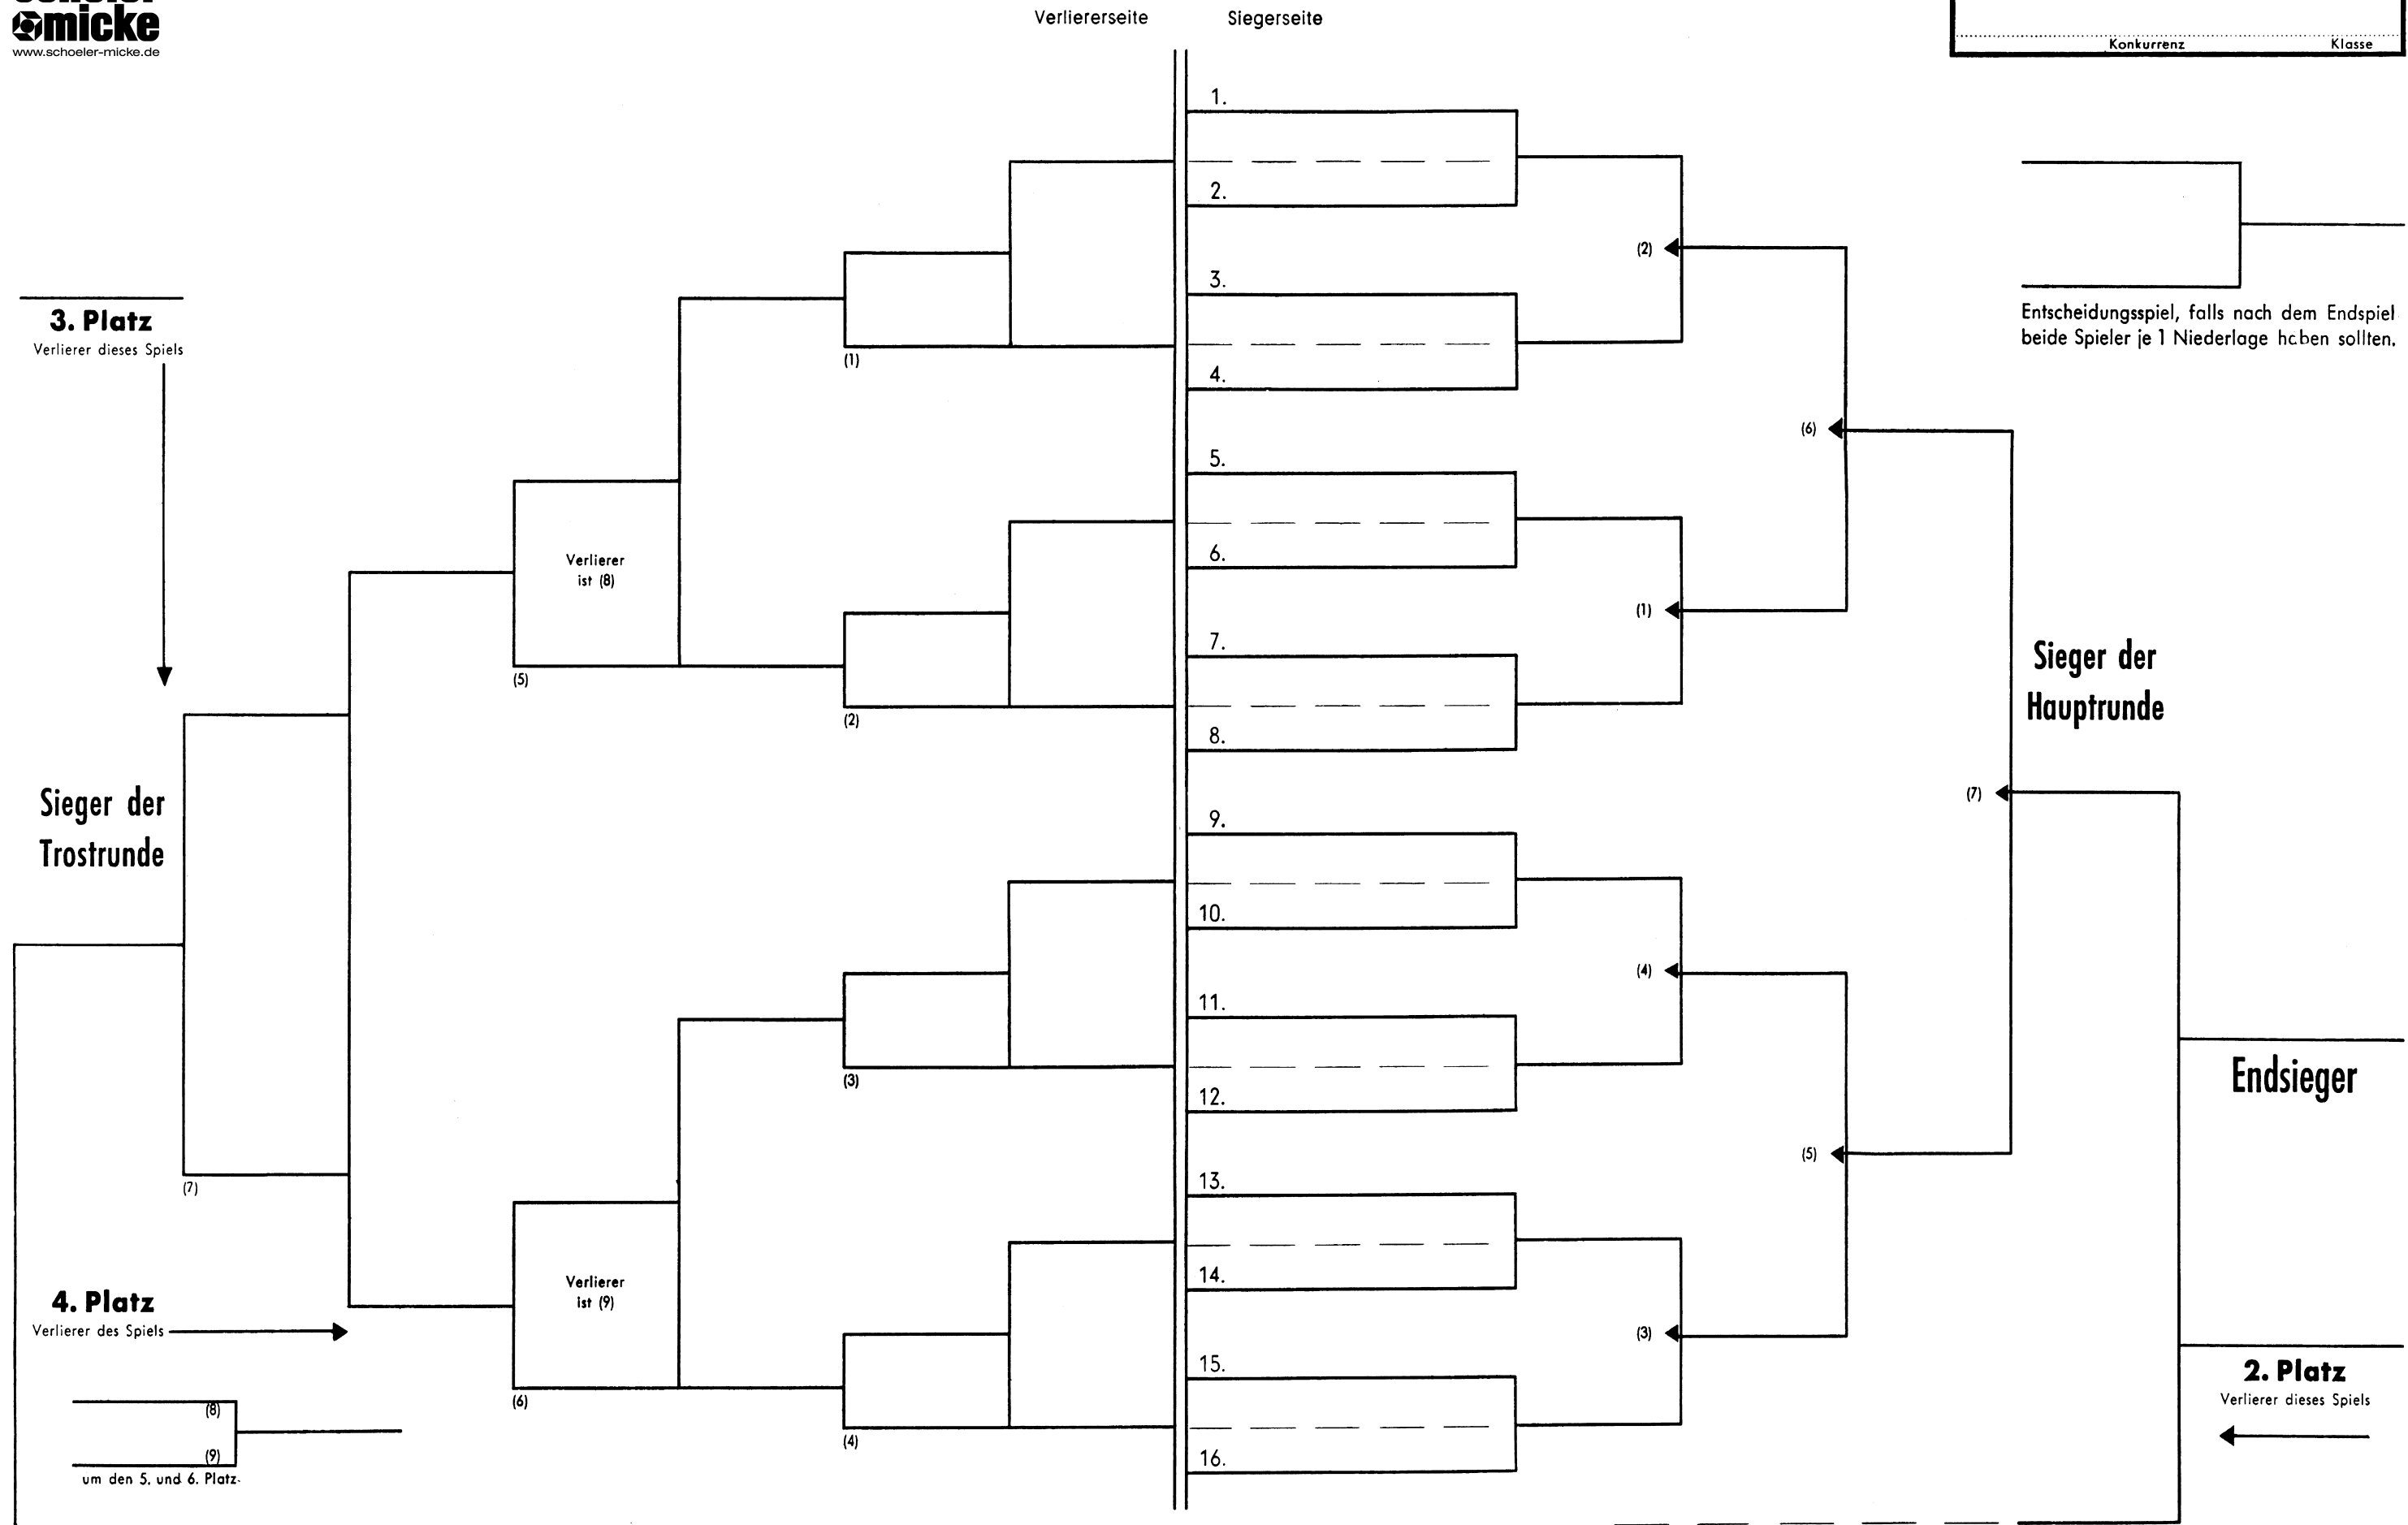 micke
www.schoeler-micke.de
Verliererseite
Siegerseite
Konkurrenz
Klasse
1.
2.
3.
4.
5.
6.
7.
8.
9.
10.
11.
12.
13.
14.
15.
16.
(2)
(6)
(1)
(7)
(4)
(5)
(3)
Entscheidungsspiel, falls nach dem Endspiel
beide Spieler je 1 Niederlage haben sollten.
Sieger der
Hauptrunde
Endsieger
2. Platz
Verlierer dieses Spiels
3. Platz
Verlierer dieses Spiels
(1)
Verlierer
ist (8)
(5)
(2)
Sieger der
Trostrunde
(3)
(7)
Verlierer
ist (9)
4. Platz
Verlierer des Spiels
(6)
(4)
(8)
(9)
um den 5. und 6. Platz